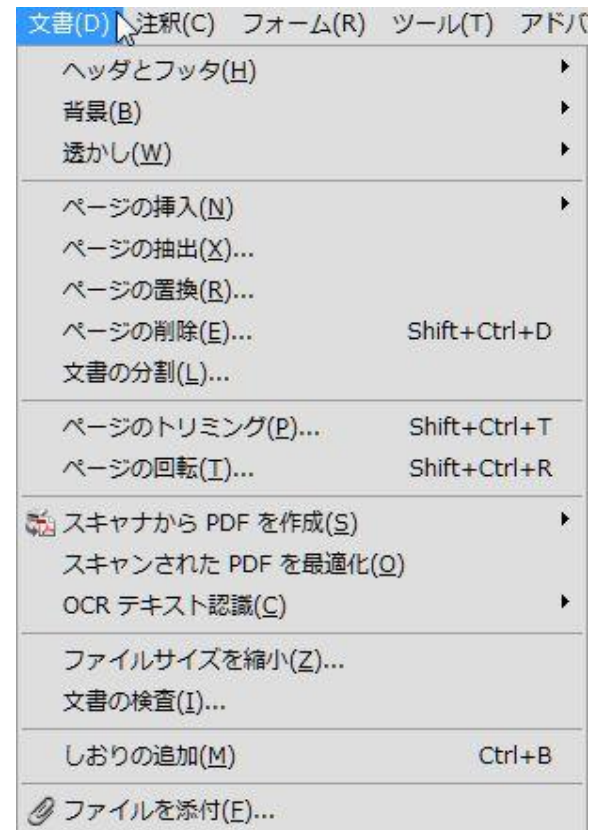 文書(D) 注釈(C) フォーム(R) ツール(T) アドバ
ヘッダとフッタ(H)
背景(B)
透かし(W)
ページの挿入(N)
ページの抽出(X)...
ページの置換(R)...
ページの削除(E)... Shift+Ctrl+D
文書の分割(L)...
ページのトリミング(P)... Shift+Ctrl+T
ページの回転(T)... Shift+Ctrl+R
スキャナから PDF を作成(S)
スキャンされた PDF を最適化(O)
OCR テキスト認識(C)
ファイルサイズを縮小(Z)...
文書の検査(I)...
しおりの追加(M) Ctrl+B
ファイルを添付(F)...